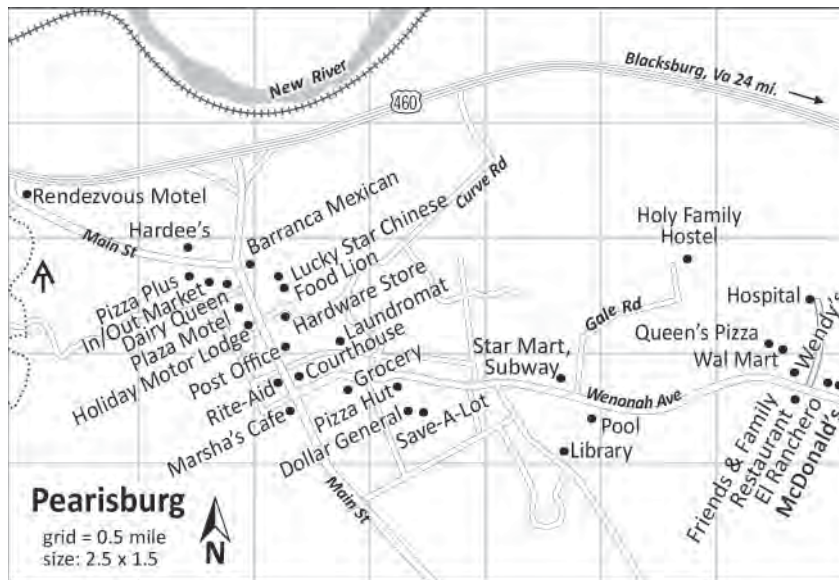 New River
Blacksburg, Va 24 mi.
460
Rendezvous Motel
Hardee's
Main St
Barranca Mexican
Lucky Star Chinese
Food Lion
Curve Rd
Holy Family
Hostel
Pizza Plus
In/Out Market
Dairy Queen
Plaza Motel
Holiday Motor Lodge
Hardware Store
Laundromat
Post Office
Courthouse
Gale Rd
Hospital
Queen's Pizza
Wal Mart
Wendy's
Star Mart,
Subway
Wenonah Ave
Rite-Aid
Grocery
Marsha's Cafe
Pizza Hut
Dollar General
Save-A-Lot
Pool
Library
Friends & Family
Restaurant
El Ranchero
McDonald's
Main St
Pearisburg
grid = 0.5 mile
size: 2.5 x 1.5
N